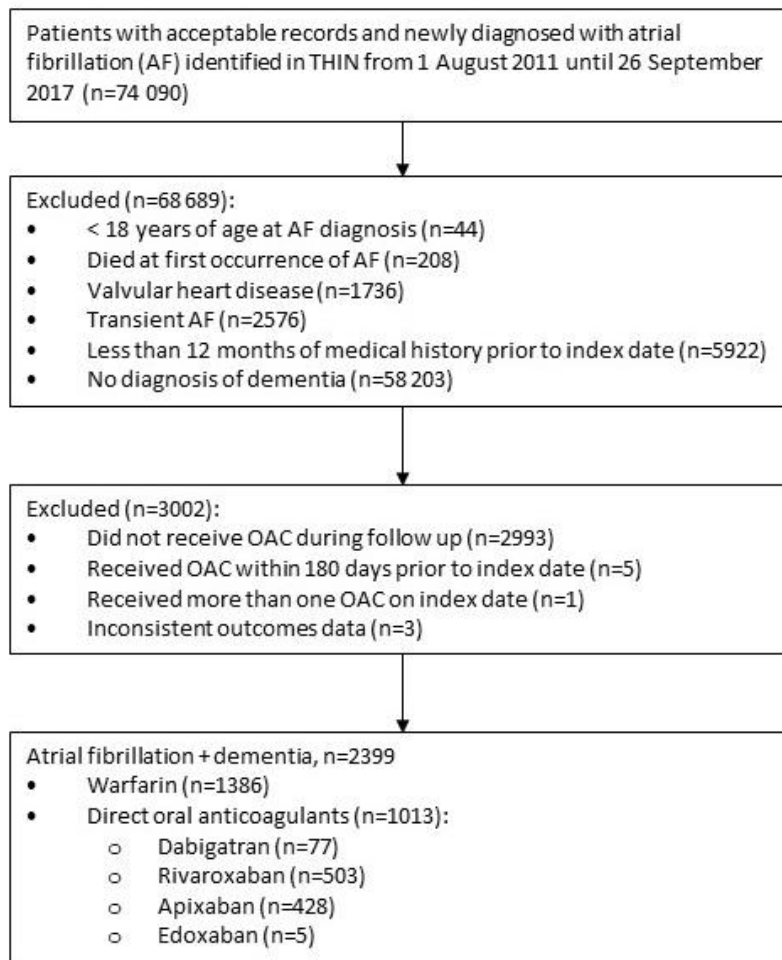 Patients with acceptable records and newly diagnosed with atrial
fibrillation (AF) identified in THIN from 1 August 2011 until 26 September
2017 (n=74 090)
Excluded (n=68 689):
• < 18 years of age at AF diagnosis (n=44)
• Died at first occurrence of AF (n=208)
• Valvular heart disease (n=1736)
• Transient AF (n=2576)
• Less than 12 months of medical history prior to index date (n=5922)
• No diagnosis of dementia (n=58 203)
Excluded (n=3002):
• Did not receive OAC during follow up (n=2993)
• Received OAC within 180 days prior to index date (n=5)
• Received more than one OAC on index date (n=1)
• Inconsistent outcomes data (n=3)
Atrial fibrillation + dementia, n=2399
• Warfarin (n=1386)
• Direct oral anticoagulants (n=1013):
o Dabigatran (n=77)
o Rivaroxaban (n=503)
o Apixaban (n=428)
o Edoxaban (n=5)